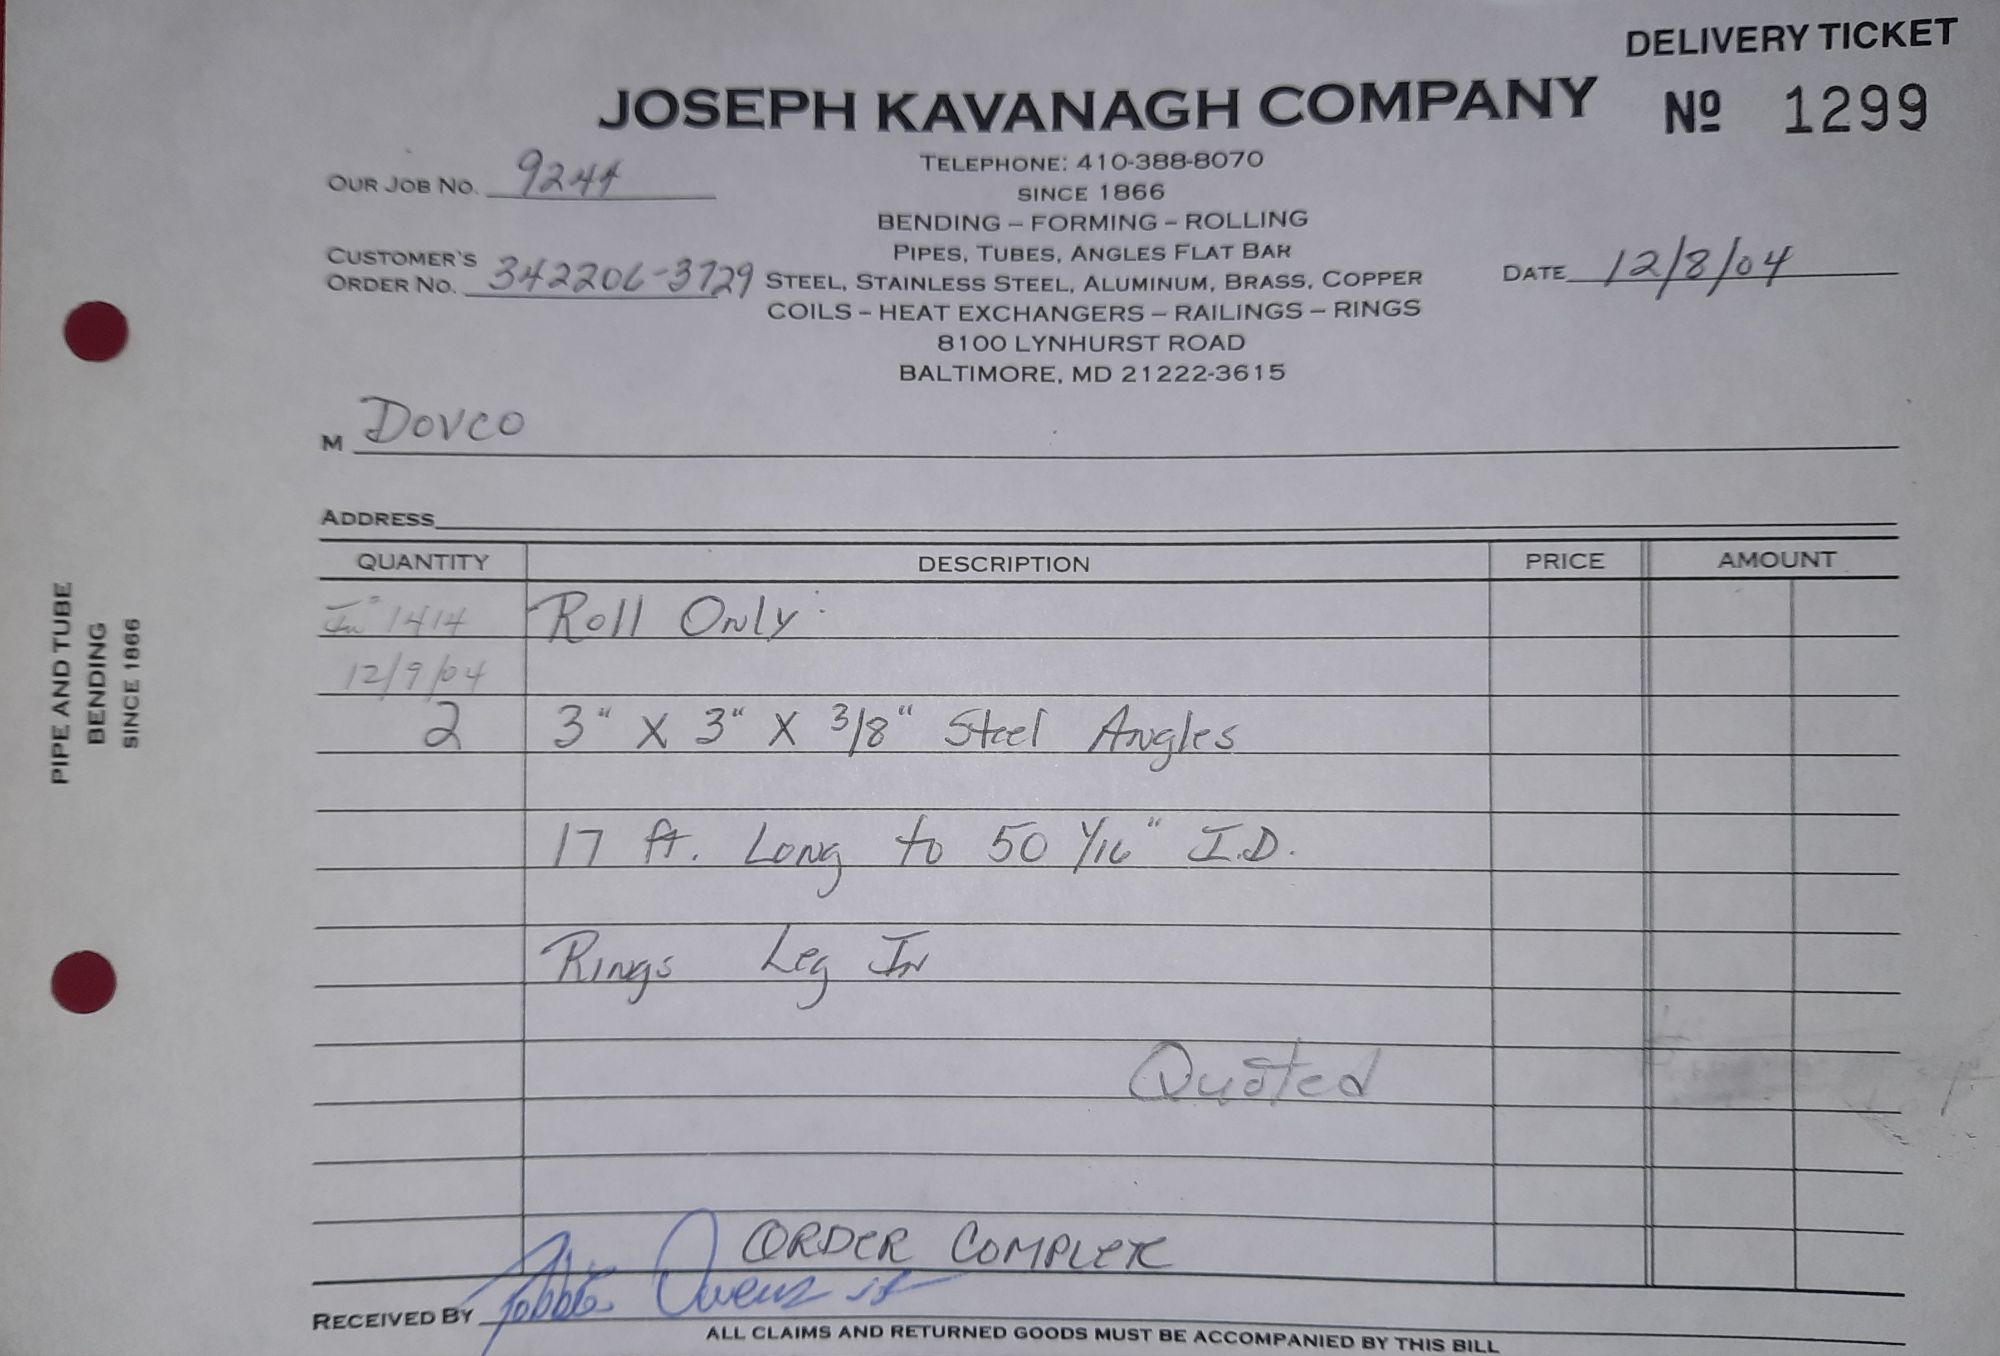 DELIVERY TICKET
JOSEPH KAVANAGH COMPANY
Nº 1299
TELEPHONE: 410-388-8070
SINCE 1866
BENDING – FORMING – ROLLING
PIPES, TUBES, ANGLES FLAT BAR
STEEL, STAINLESS STEEL, ALUMINUM, BRASS, COPPER
COILS – HEAT EXCHANGERS – RAILINGS – RINGS
8100 LYNHURST ROAD
BALTIMORE, MD 21222-3615
OUR JOB NO. 9244
CUSTOMER'S
ORDER NO. 342206-3729
DATE 12/8/04
M Dovco
ADDRESS
QUANTITY DESCRIPTION PRICE AMOUNT
1414 Roll Only
12/9/04
2 3" X 3" X 3/8" Steel Angles
17 ft. Long to 50 1/16" I.D.
Rings Leg In
Quoted
ORDER COMPLETE
RECEIVED BY Owens
ALL CLAIMS AND RETURNED GOODS MUST BE ACCOMPANIED BY THIS BILL
PIPE AND TUBE
BENDING
SINCE 1866